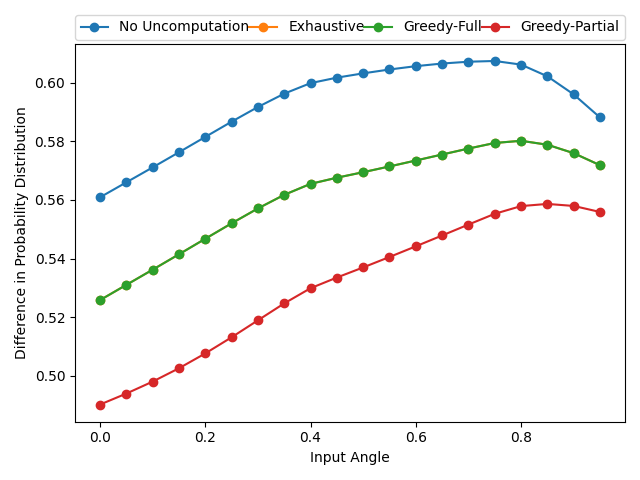 No Uncomputation Exhaustive Greedy-Full Greedy-Partial
Difference in Probability Distribution
0.60
0.58
0.56
0.54
0.52
0.50
0.0 0.2 0.4 0.6 0.8
Input Angle